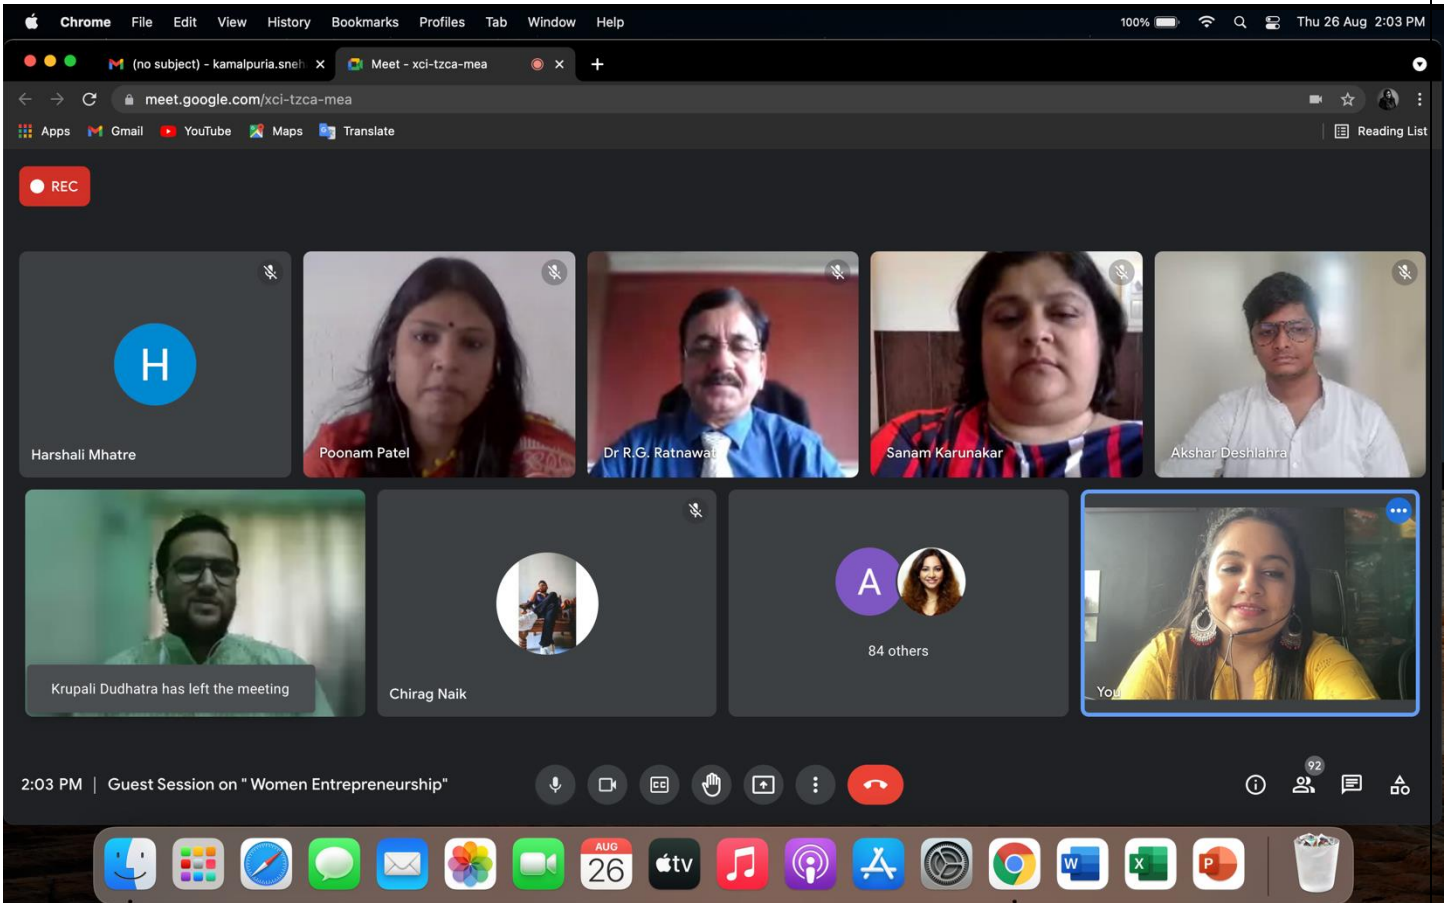 Chrome File Edit View History Bookmarks Profiles Tab Window Help 100% Thu 26 Aug 2:03 PM
(no subject) - kamalpuria.sneh Meet - xci-tzca-mea
meet.google.com/xci-tzca-mea
Apps Gmail YouTube Maps Translate Reading List
REC
H
Harshali Mhatre Poonam Patel Dr R.G. Ratnawat Sanam Karunakar Akshar Deshlahra
A
84 others
Krupali Dudhatra has left the meeting Chirag Naik You
92
2:03 PM | Guest Session on " Women Entrepreneurship" CC
AUG
26 tv W X P